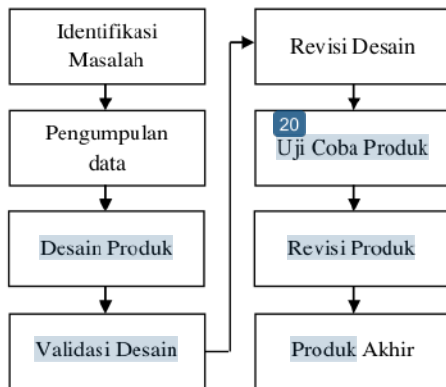 Identifikasi
Masalah
Pengumpulan
data
Desain Produk
Validasi Desain
Revisi Desain
20
Uji Coba Produk
Revisi Produk
Produk Akhir